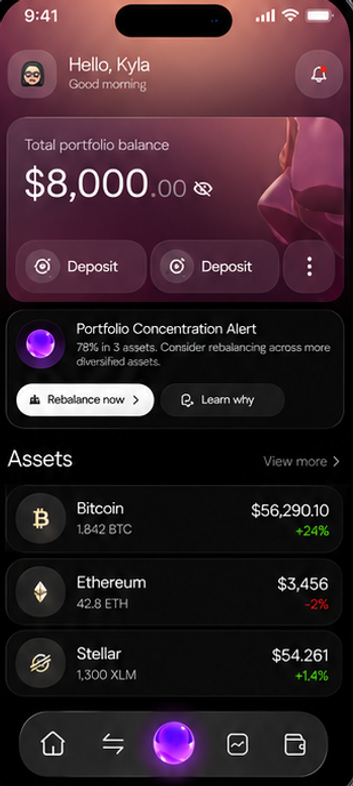 9:41
Hello, Kyla
Good morning
Total portfolio balance
$8,000.00
Deposit
Deposit
Portfolio Concentration Alert
78% in 3 assets. Consider rebalancing across more
diversified assets.
Rebalance now
Learn why
Assets
View more
Bitcoin
$56,290.10
1.842 BTC
+24%
Ethereum
$3,456
42.8 ETH
-2%
Stellar
$54.261
1,300 XLM
+1.4%